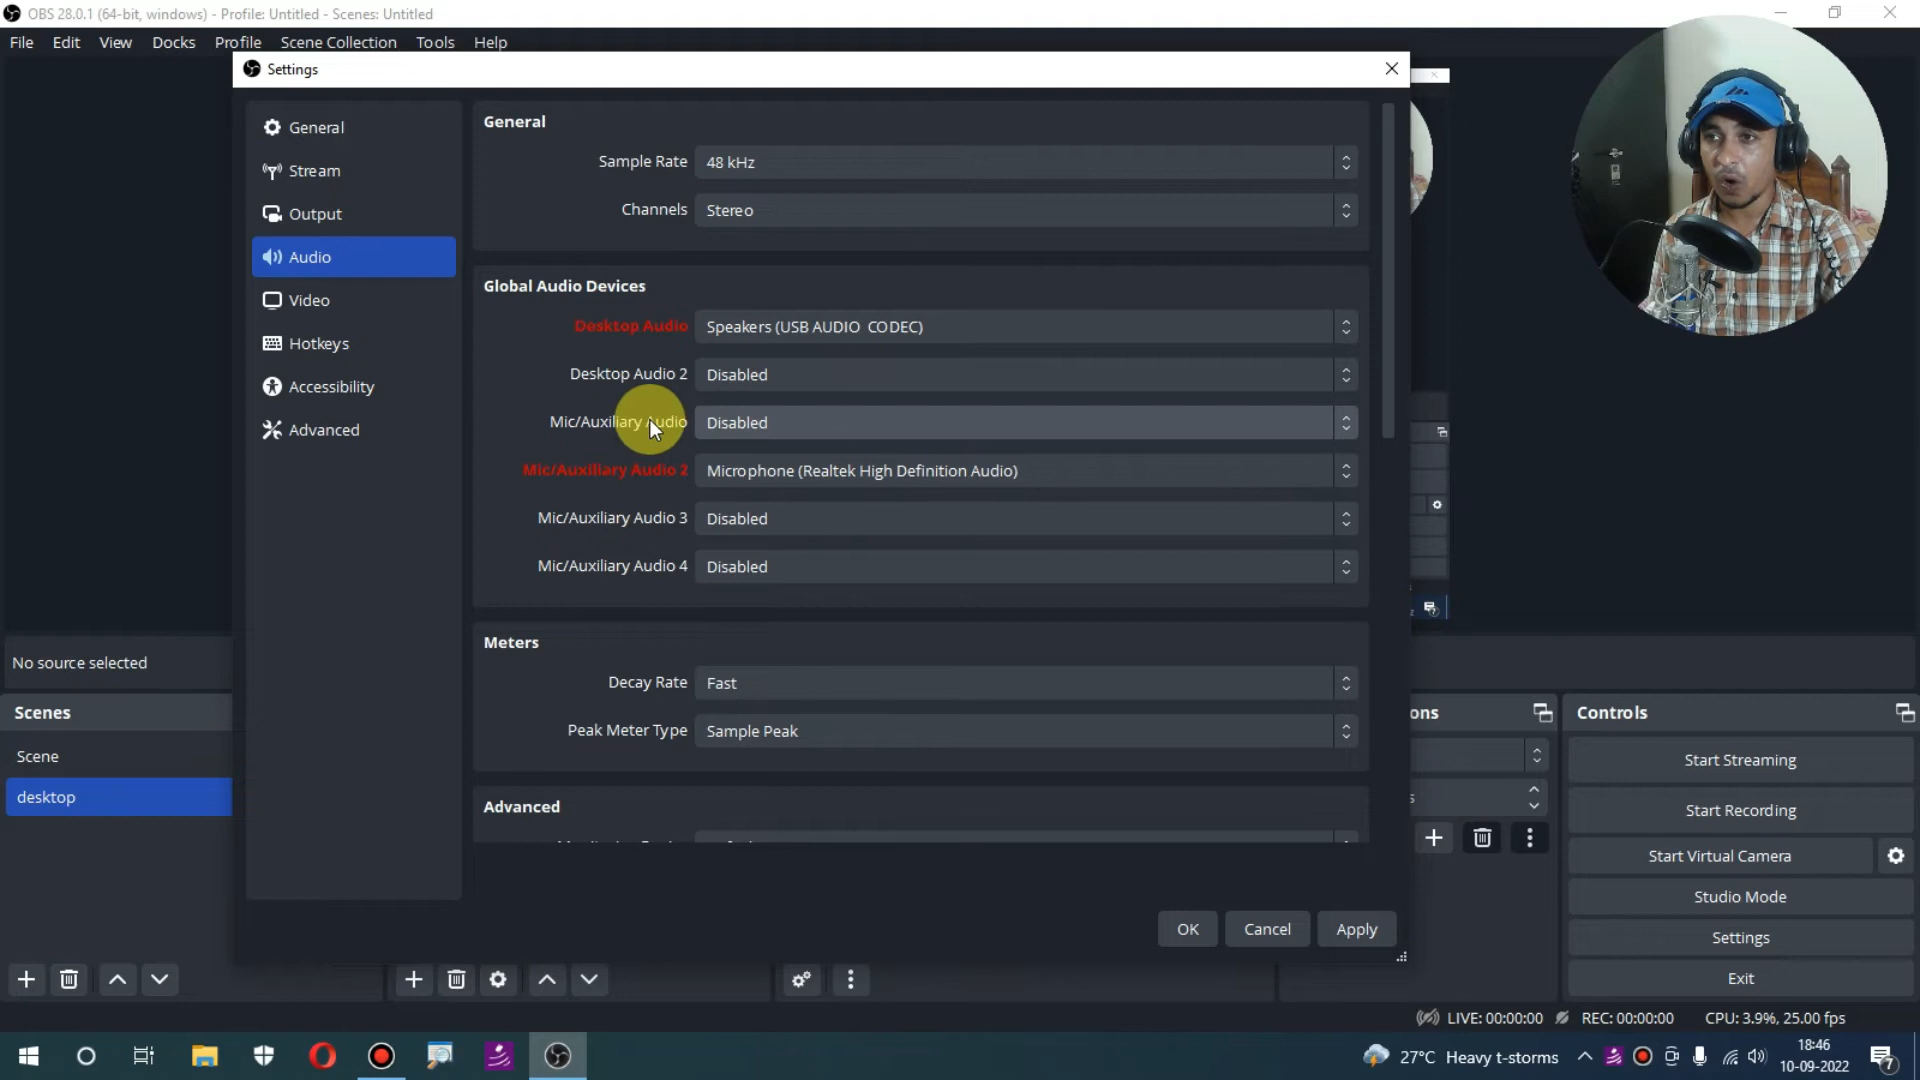 OBS 28.0.1 (64-bit, windows) - Profile: Untitled - Scenes: Untitled
File Edit View Docks Profile Scene Collection Tools Help
Settings
General
Stream
Output
Audio
Video
Hotkeys
Accessibility
Advanced
General
Sample Rate 48 kHz
Channels Stereo
Global Audio Devices
Desktop Audio Speakers (USB AUDIO CODEC)
Desktop Audio 2 Disabled
Mic/Auxiliary Audio Disabled
Mic/Auxiliary Audio 2 Microphone (Realtek High Definition Audio)
Mic/Auxiliary Audio 3 Disabled
Mic/Auxiliary Audio 4 Disabled
Meters
Decay Rate Fast
Peak Meter Type Sample Peak
Advanced
OK Cancel Apply
No source selected
Scenes
Scene
desktop
ons
s
Controls
Start Streaming
Start Recording
Start Virtual Camera
Studio Mode
Settings
Exit
LIVE: 00:00:00 REC: 00:00:00 CPU: 3.9%, 25.00 fps
27°C Heavy t-storms
18:46
10-09-2022
7